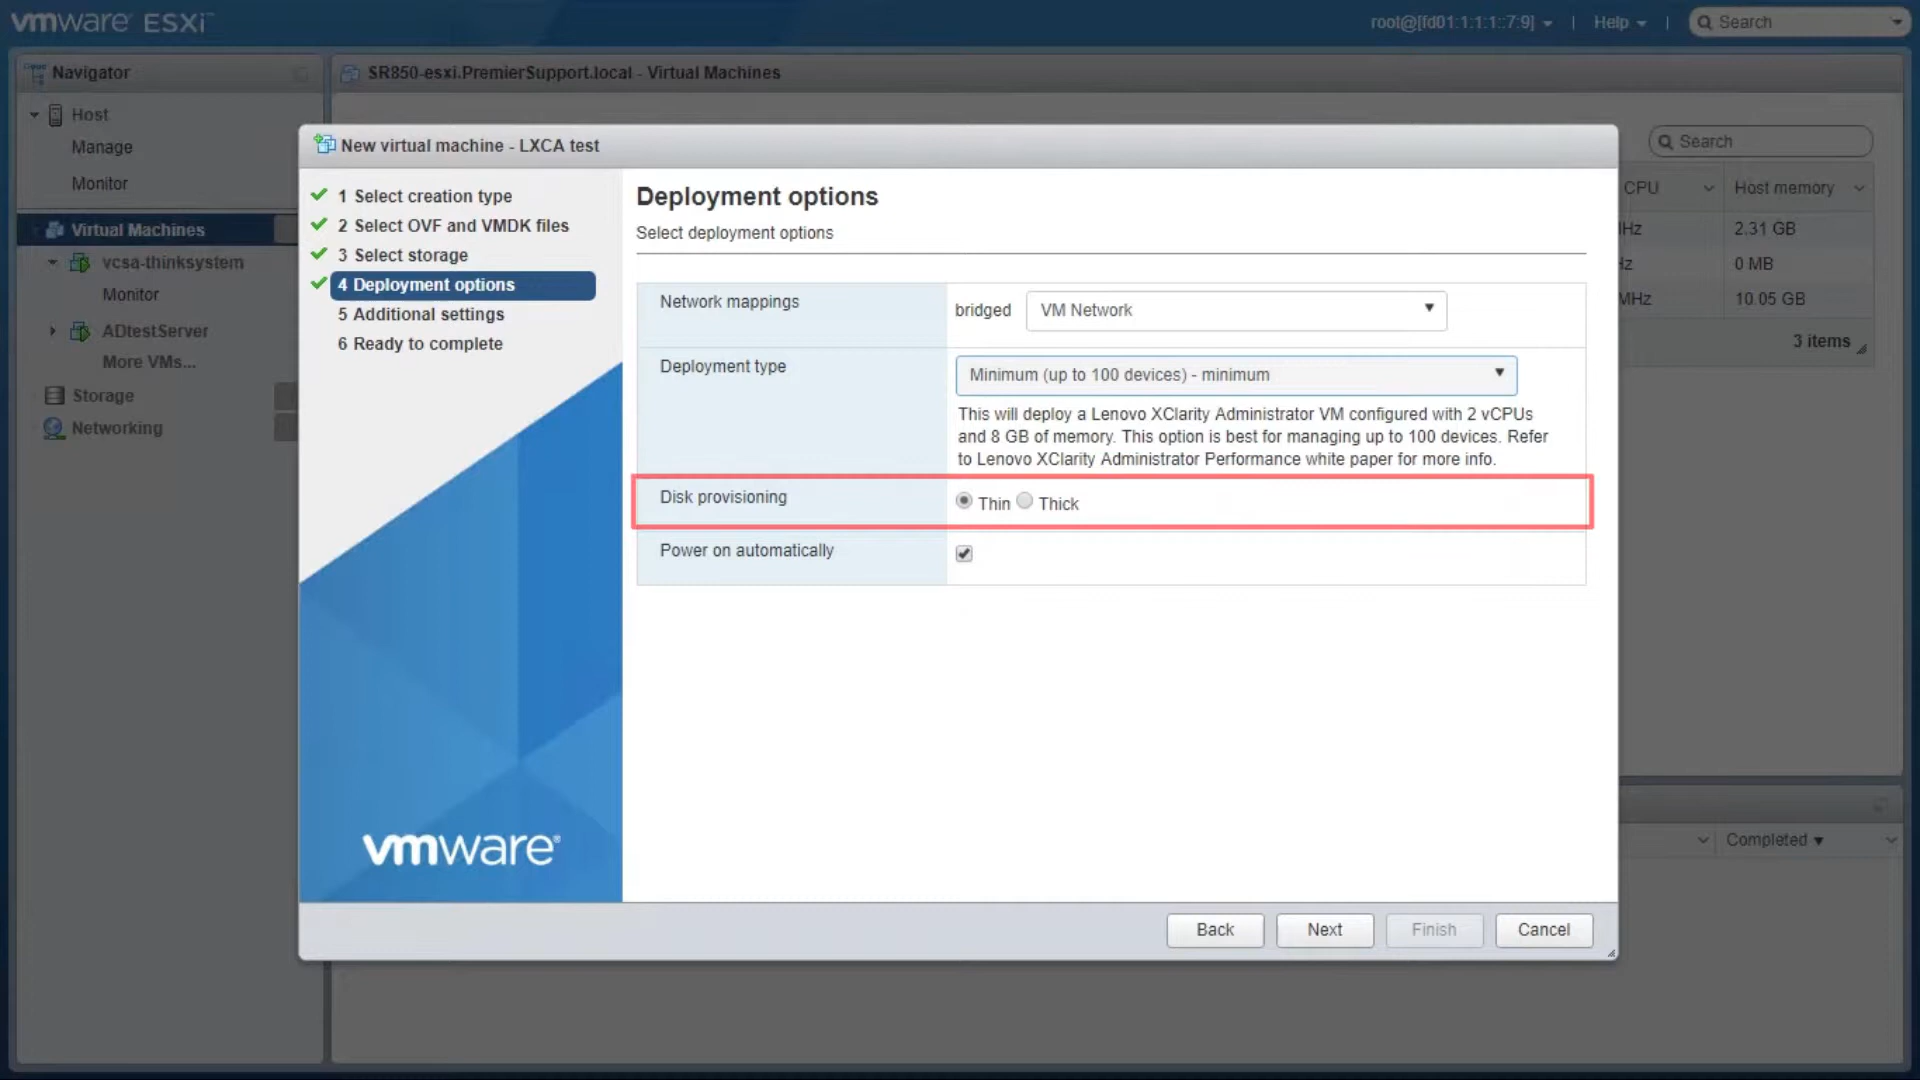 vmware ESXi™
root@[fd01:1:1:1::7:9]
Help
Search
Navigator
SR850-esxi.PremierSupport.local - Virtual Machines
Host
Manage
Monitor
Virtual Machines
vcsa-thinksystem
Monitor
ADtestServer
More VMs...
Storage
Networking
Search
CPU
Host memory
Hz
2.31 GB
z
0 MB
MHz
10.05 GB
3 items
Completed ▼
New virtual machine - LXCA test
1 Select creation type
2 Select OVF and VMDK files
3 Select storage
4 Deployment options
5 Additional settings
6 Ready to complete
vmware®
Deployment options
Select deployment options
Network mappings
bridged
VM Network
Deployment type
Minimum (up to 100 devices) - minimum
This will deploy a Lenovo XClarity Administrator VM configured with 2 vCPUs
and 8 GB of memory. This option is best for managing up to 100 devices. Refer
to Lenovo XClarity Administrator Performance white paper for more info.
Disk provisioning
Thin
Thick
Power on automatically
Back
Next
Finish
Cancel